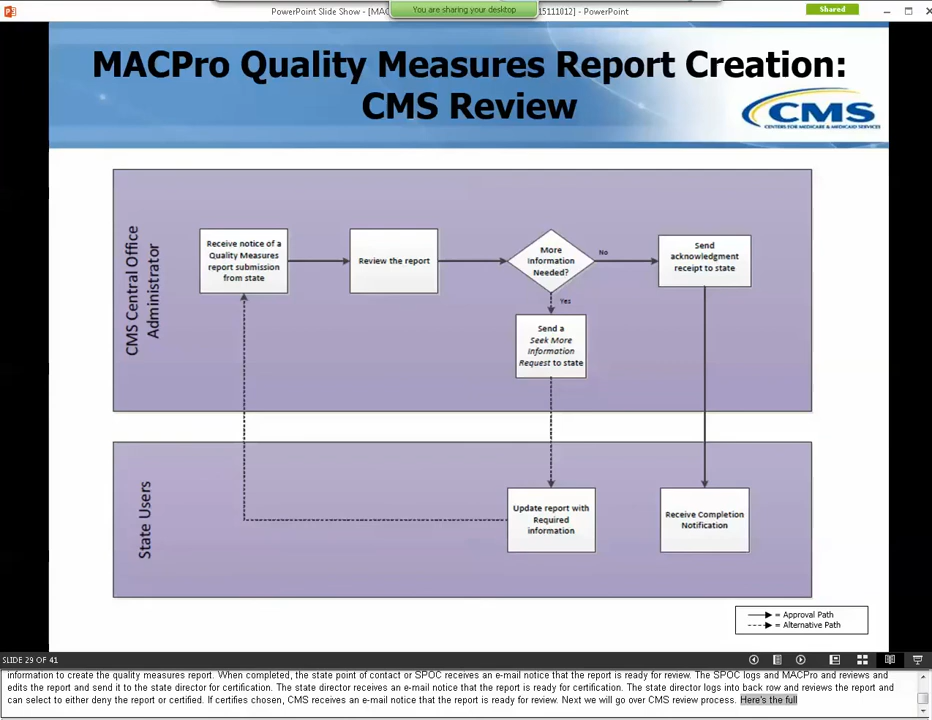 PowerPoint Slide Show - [MAC
You are sharing your desktop
15111012] - PowerPoint
Shared
MACPro Quality Measures Report Creation:
CMS Review
CMS
CENTERS FOR MEDICARE & MEDICAID SERVICES
CMS Central Office
Administrator
Receive notice of a
Quality Measures
report submission
from state
Review the report
More
Information
Needed?
No
Send
acknowledgment
receipt to state
Yes
Send a
Seek More
Information
Request to state
State Users
Update report with
Required
information
Receive Completion
Notification
= Approval Path
= Alternative Path
SLIDE 29 OF 41
information to create the quality measures report. When completed, the state point of contact or SPOC receives an e-mail notice that the report is ready for review. The SPOC logs and MACPro and reviews and
edits the report and send it to the state director for certification. The state director receives an e-mail notice that the report is ready for certification. The state director logs into back row and reviews the report and
can select to either deny the report or certified. If certifies chosen, CMS receives an e-mail notice that the report is ready for review. Next we will go over CMS review process. Here's the full